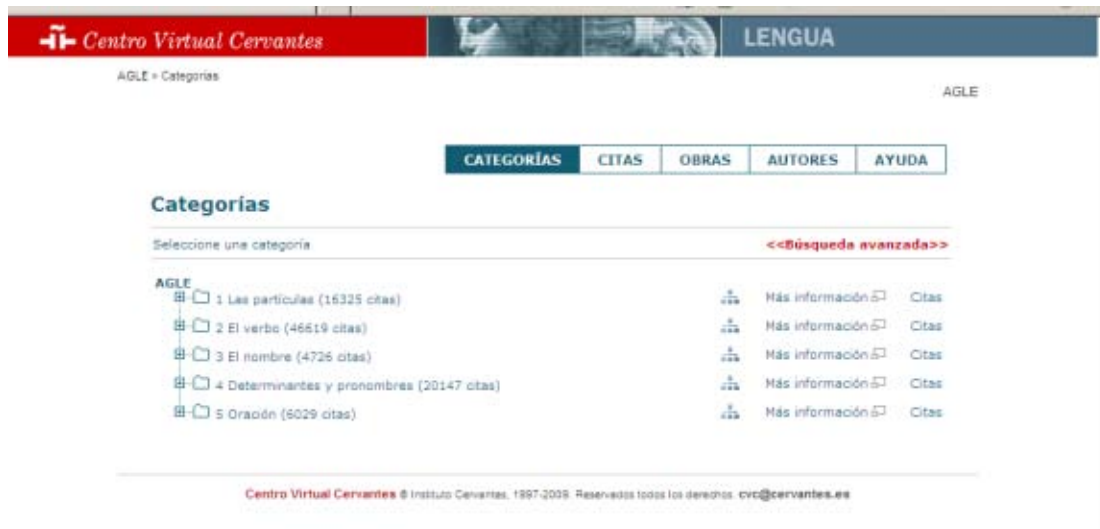 Centro Virtual Cervantes LENGUA
AGLE » Categorías
AGLE
CATEGORÍAS CITAS OBRAS AUTORES AYUDA
Categorías
Seleccione una categoría <<Búsqueda avanzada>>
AGLE
1 Las partículas (16325 citas) Más información Citas
2 El verbo (46619 citas) Más información Citas
3 El nombre (4726 citas) Más información Citas
4 Determinantes y pronombres (20147 citas) Más información Citas
5 Oración (6029 citas) Más información Citas
Centro Virtual Cervantes © Instituto Cervantes, 1997-2009. Reservados todos los derechos. cvc@cervantes.es